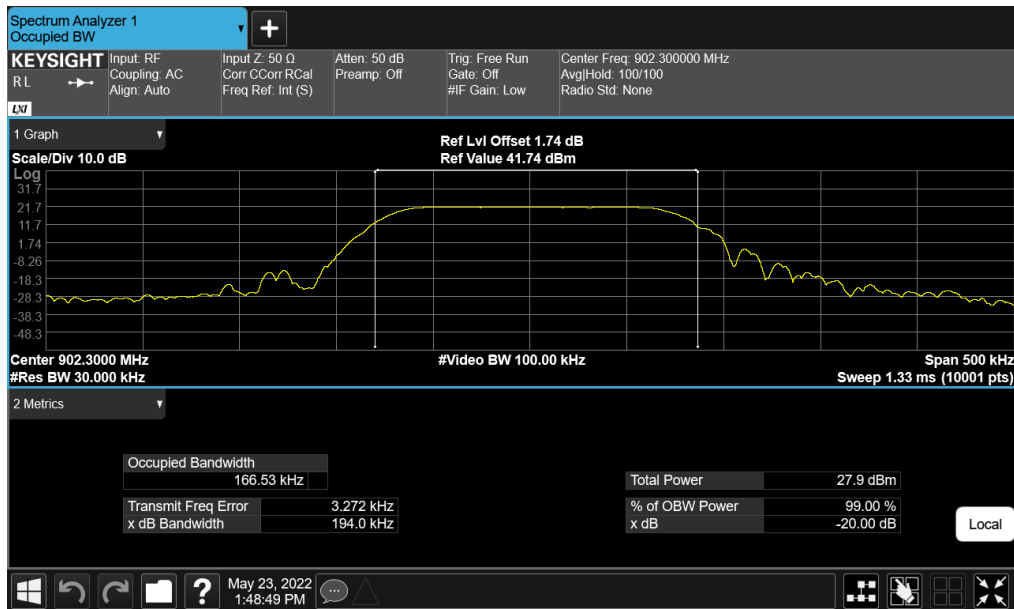 Spectrum Analyzer 1
Occupied BW
+
KEYSIGHT
R L
LXI
Input: RF
Coupling: AC
Align: Auto
Input Z: 50 Ω
Corr CCorr RCal
Freq Ref: Int (S)
Atten: 50 dB
Preamp: Off
Trig: Free Run
Gate: Off
#IF Gain: Low
Center Freq: 902.300000 MHz
Avg|Hold: 100/100
Radio Std: None
1 Graph
Scale/Div 10.0 dB
Ref Lvl Offset 1.74 dB
Ref Value 41.74 dBm
Log
31.7
21.7
11.7
1.74
-8.26
-18.3
-28.3
-38.3
-48.3
Center 902.3000 MHz
#Res BW 30.000 kHz
#Video BW 100.00 kHz
Span 500 kHz
Sweep 1.33 ms (10001 pts)
2 Metrics
Occupied Bandwidth
166.53 kHz
Transmit Freq Error 3.272 kHz
x dB Bandwidth 194.0 kHz
Total Power 27.9 dBm
% of OBW Power 99.00 %
x dB -20.00 dB
Local
?
May 23, 2022
1:48:49 PM